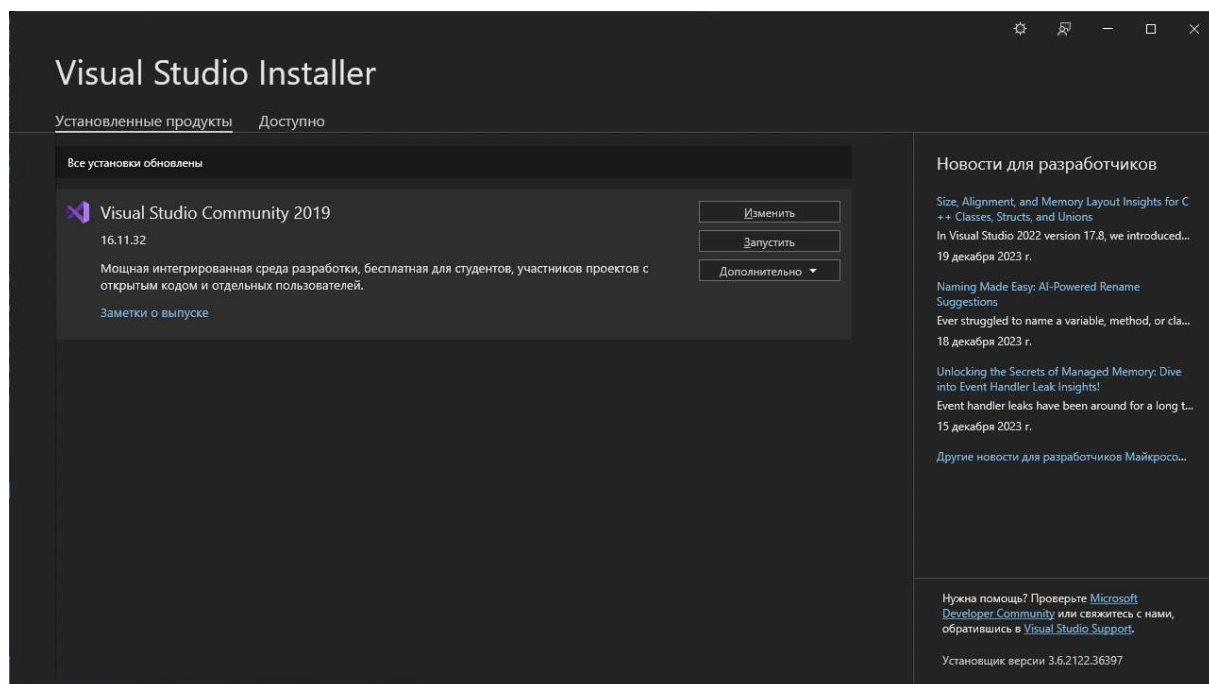 Visual Studio Installer
Установленные продукты
Доступно
Все установки обновлены
Visual Studio Community 2019
16.11.32
Мощная интегрированная среда разработки, бесплатная для студентов, участников проектов с
открытым кодом и отдельных пользователей.
Заметки о выпуске
Изменить
Запустить
Дополнительно
Новости для разработчиков
Size, Alignment, and Memory Layout Insights for C
++ Classes, Structs, and Unions
In Visual Studio 2022 version 17.8, we introduced...
19 декабря 2023 г.
Naming Made Easy: AI-Powered Rename
Suggestions
Ever struggled to name a variable, method, or cla...
18 декабря 2023 г.
Unlocking the Secrets of Managed Memory: Dive
into Event Handler Leak Insights!
Event handler leaks have been around for a long t...
15 декабря 2023 г.
Другие новости для разработчиков Майкросо...
Нужна помощь? Проверьте Microsoft
Developer Community или свяжитесь с нами,
обратившись в Visual Studio Support.
Установщик версии 3.6.2122.36397